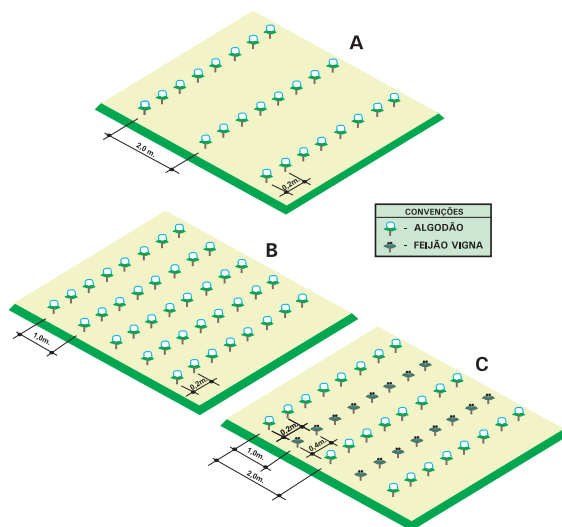 A
2,0 m.
0,2m.
CONVENÇÕES
- ALGODÃO
- FEIJÃO VIGNA
B
1,0m.
0,2m.
C
0,2m.
0,4m.
1,0m.
2,0m.